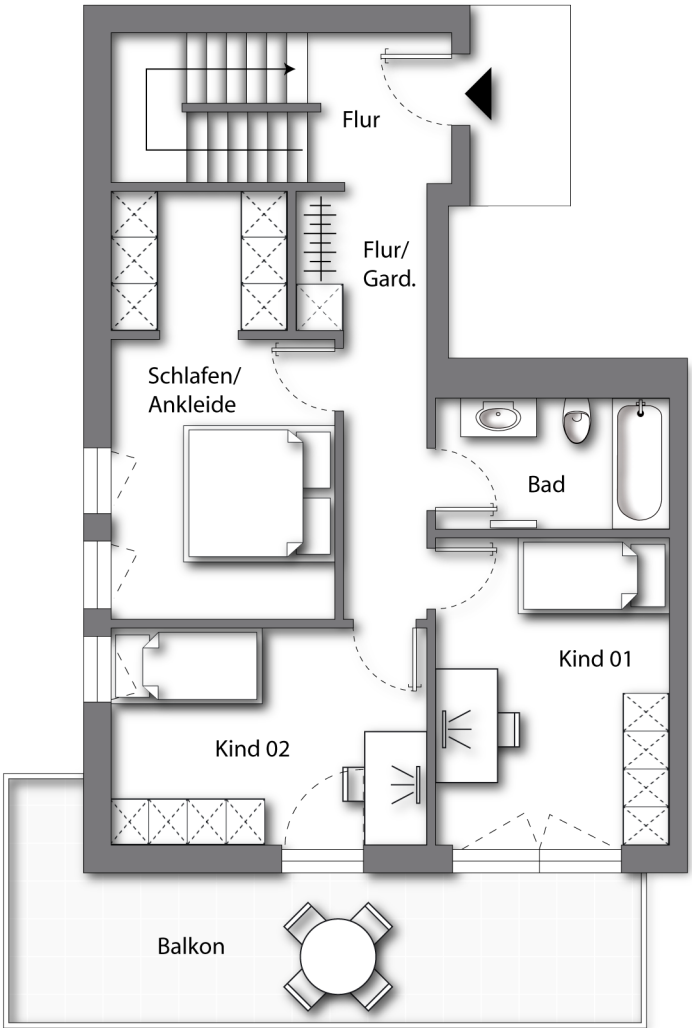 Flur
Flur/
Gard.
Schlafen/
Ankleide
Bad
Kind 01
Kind 02
Balkon